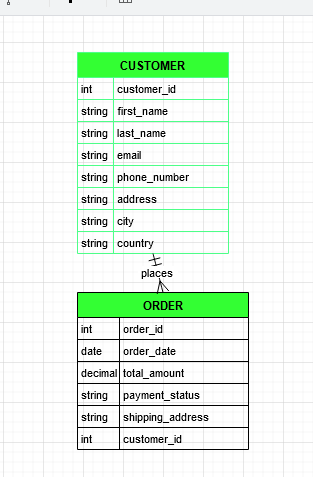 CUSTOMER
int customer_id
string first_name
string last_name
string email
string phone_number
string address
string city
string country
places
ORDER
int order_id
date order_date
decimal total_amount
string payment_status
string shipping_address
int customer_id